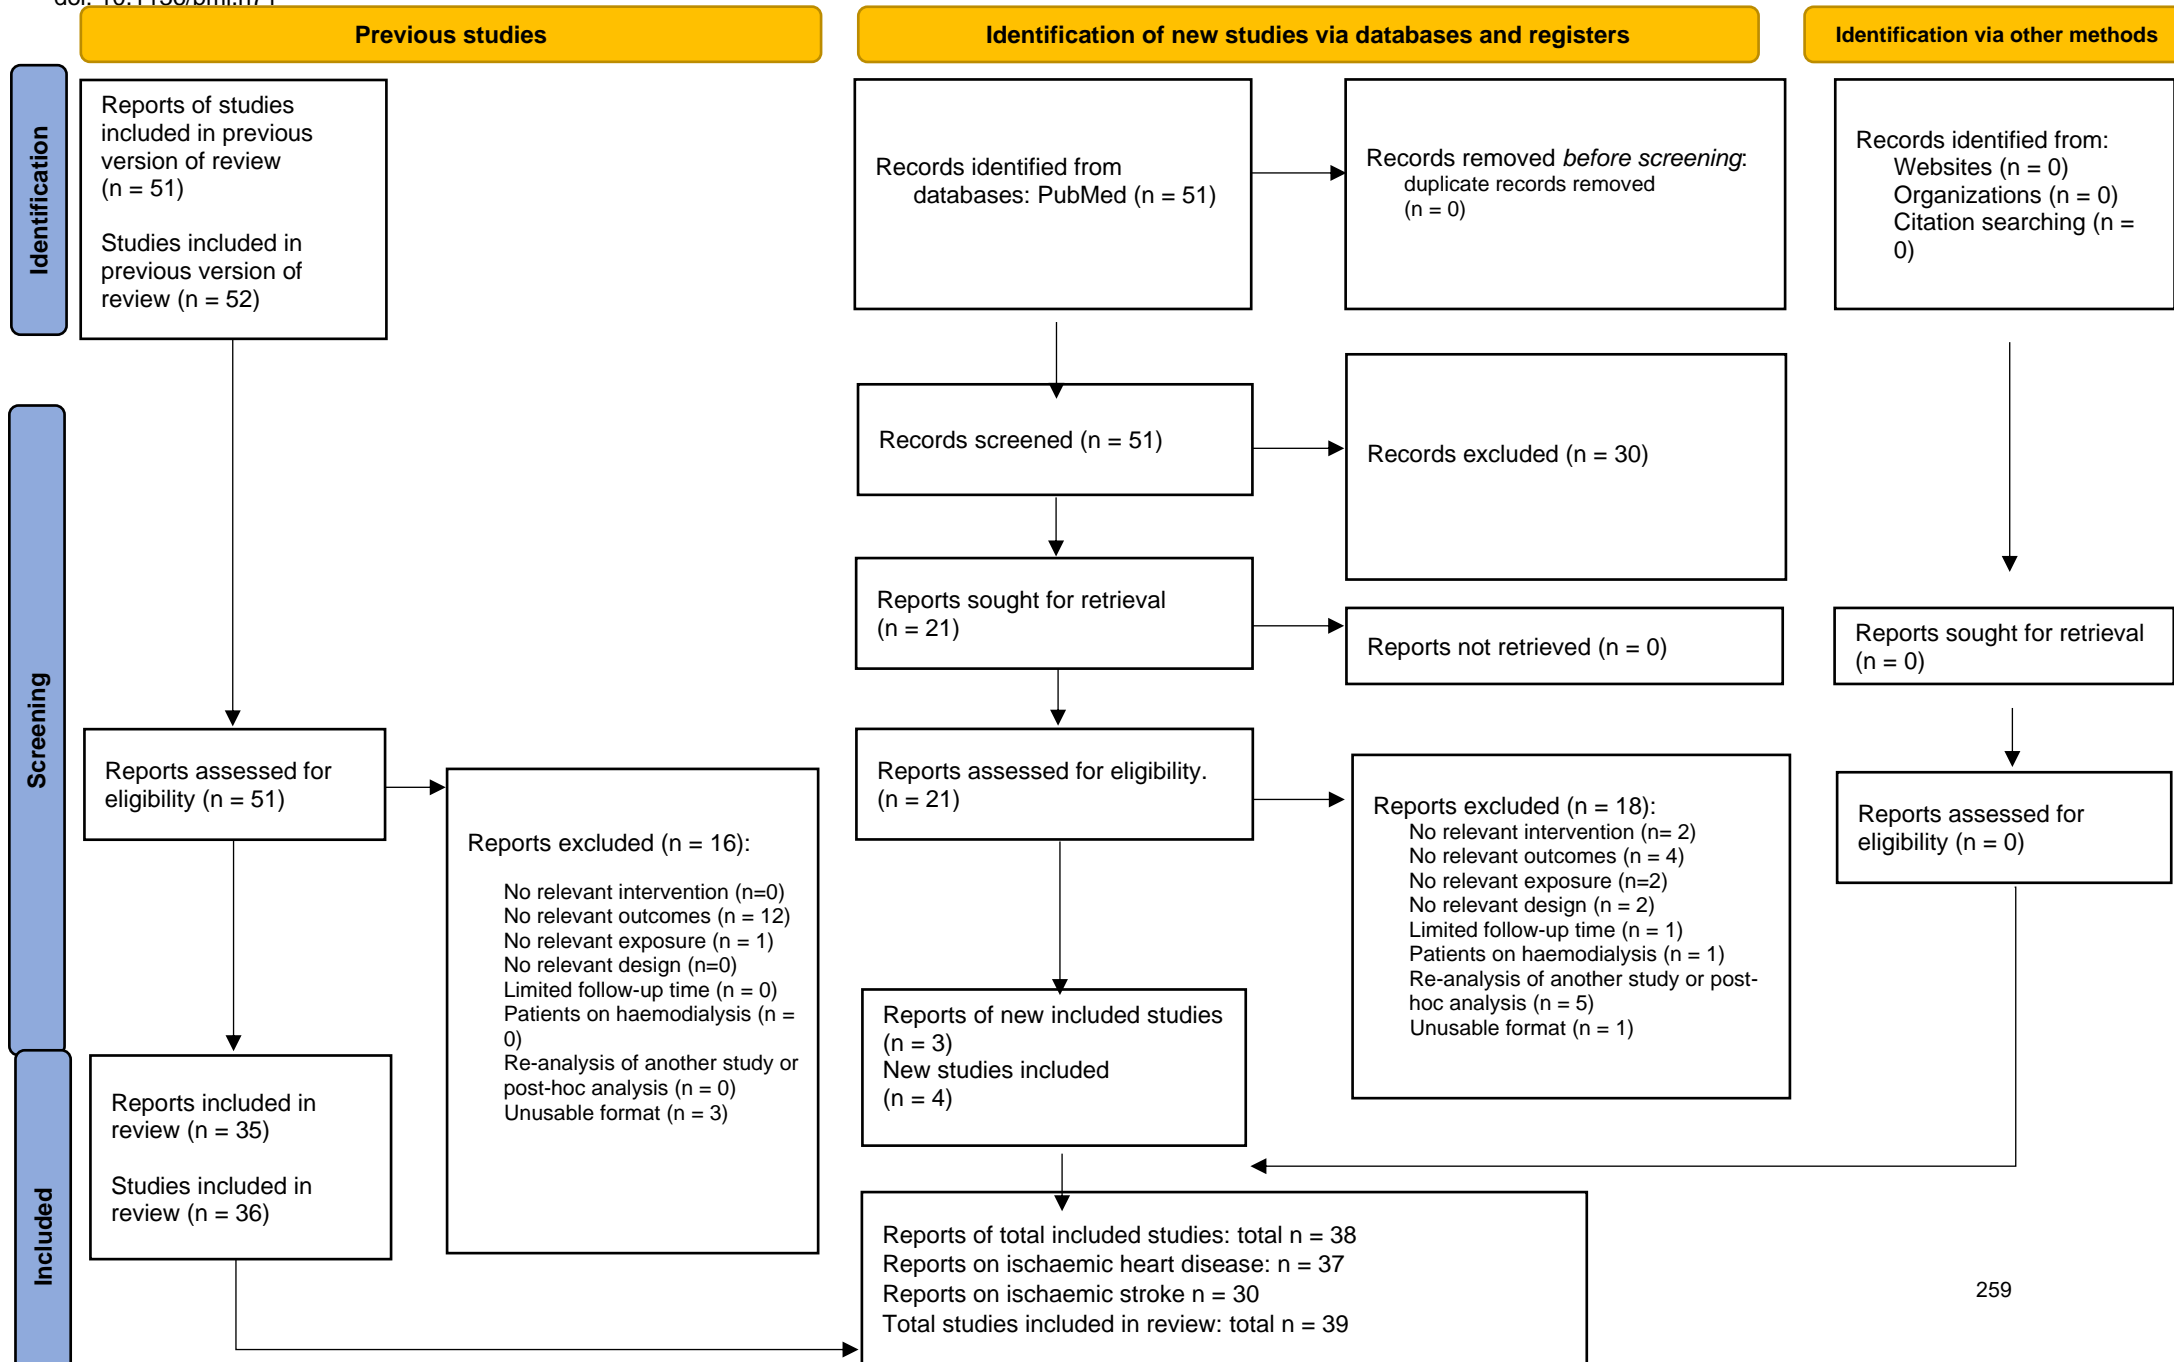 Previous studies
Identification of new studies via databases and registers
Identification via other methods
Identification
Reports of studies
included in previous
version of review
(n = 51)
Studies included in
previous version of
review (n = 52)
Records identified from
databases: PubMed (n = 51)
Records removed before screening:
duplicate records removed
(n = 0)
Records identified from:
Websites (n = 0)
Organizations (n = 0)
Citation searching (n =
0)
Screening
Records screened (n = 51)
Records excluded (n = 30)
Reports sought for retrieval
(n = 21)
Reports not retrieved (n = 0)
Reports sought for retrieval
(n = 0)
Reports assessed for
eligibility (n = 51)
Reports excluded (n = 16):
No relevant intervention (n=0)
No relevant outcomes (n = 12)
No relevant exposure (n = 1)
No relevant design (n=0)
Limited follow-up time (n = 0)
Patients on haemodialysis (n =
0)
Re-analysis of another study or
post-hoc analysis (n = 0)
Unusable format (n = 3)
Reports assessed for eligibility.
(n = 21)
Reports excluded (n = 18):
No relevant intervention (n= 2)
No relevant outcomes (n = 4)
No relevant exposure (n=2)
No relevant design (n = 2)
Limited follow-up time (n = 1)
Patients on haemodialysis (n = 1)
Re-analysis of another study or post-
hoc analysis (n = 5)
Unusable format (n = 1)
Reports assessed for
eligibility (n = 0)
Included
Reports included in
review (n = 35)
Studies included in
review (n = 36)
Reports of new included studies
(n = 3)
New studies included
(n = 4)
Reports of total included studies: total n = 38
Reports on ischaemic heart disease: n = 37
Reports on ischaemic stroke n = 30
Total studies included in review: total n = 39
259